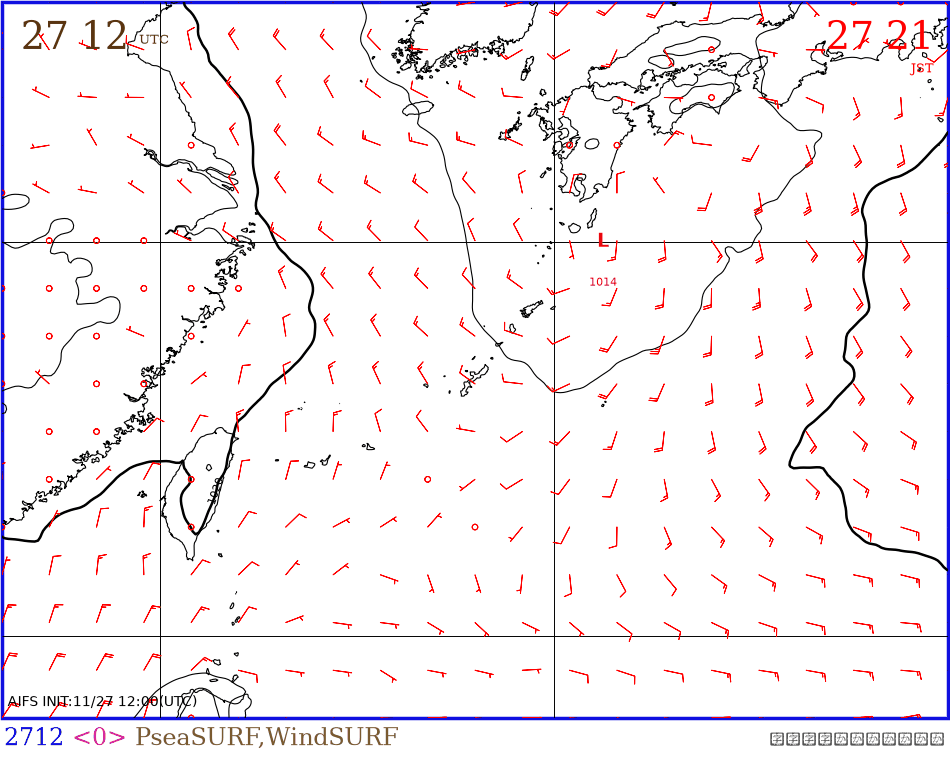 27 12 UTC
27 21
JST
L
1014
1020
AIFS INIT:11/27 12:00(UTC)
2712 <0> PseaSURF,WindSURF